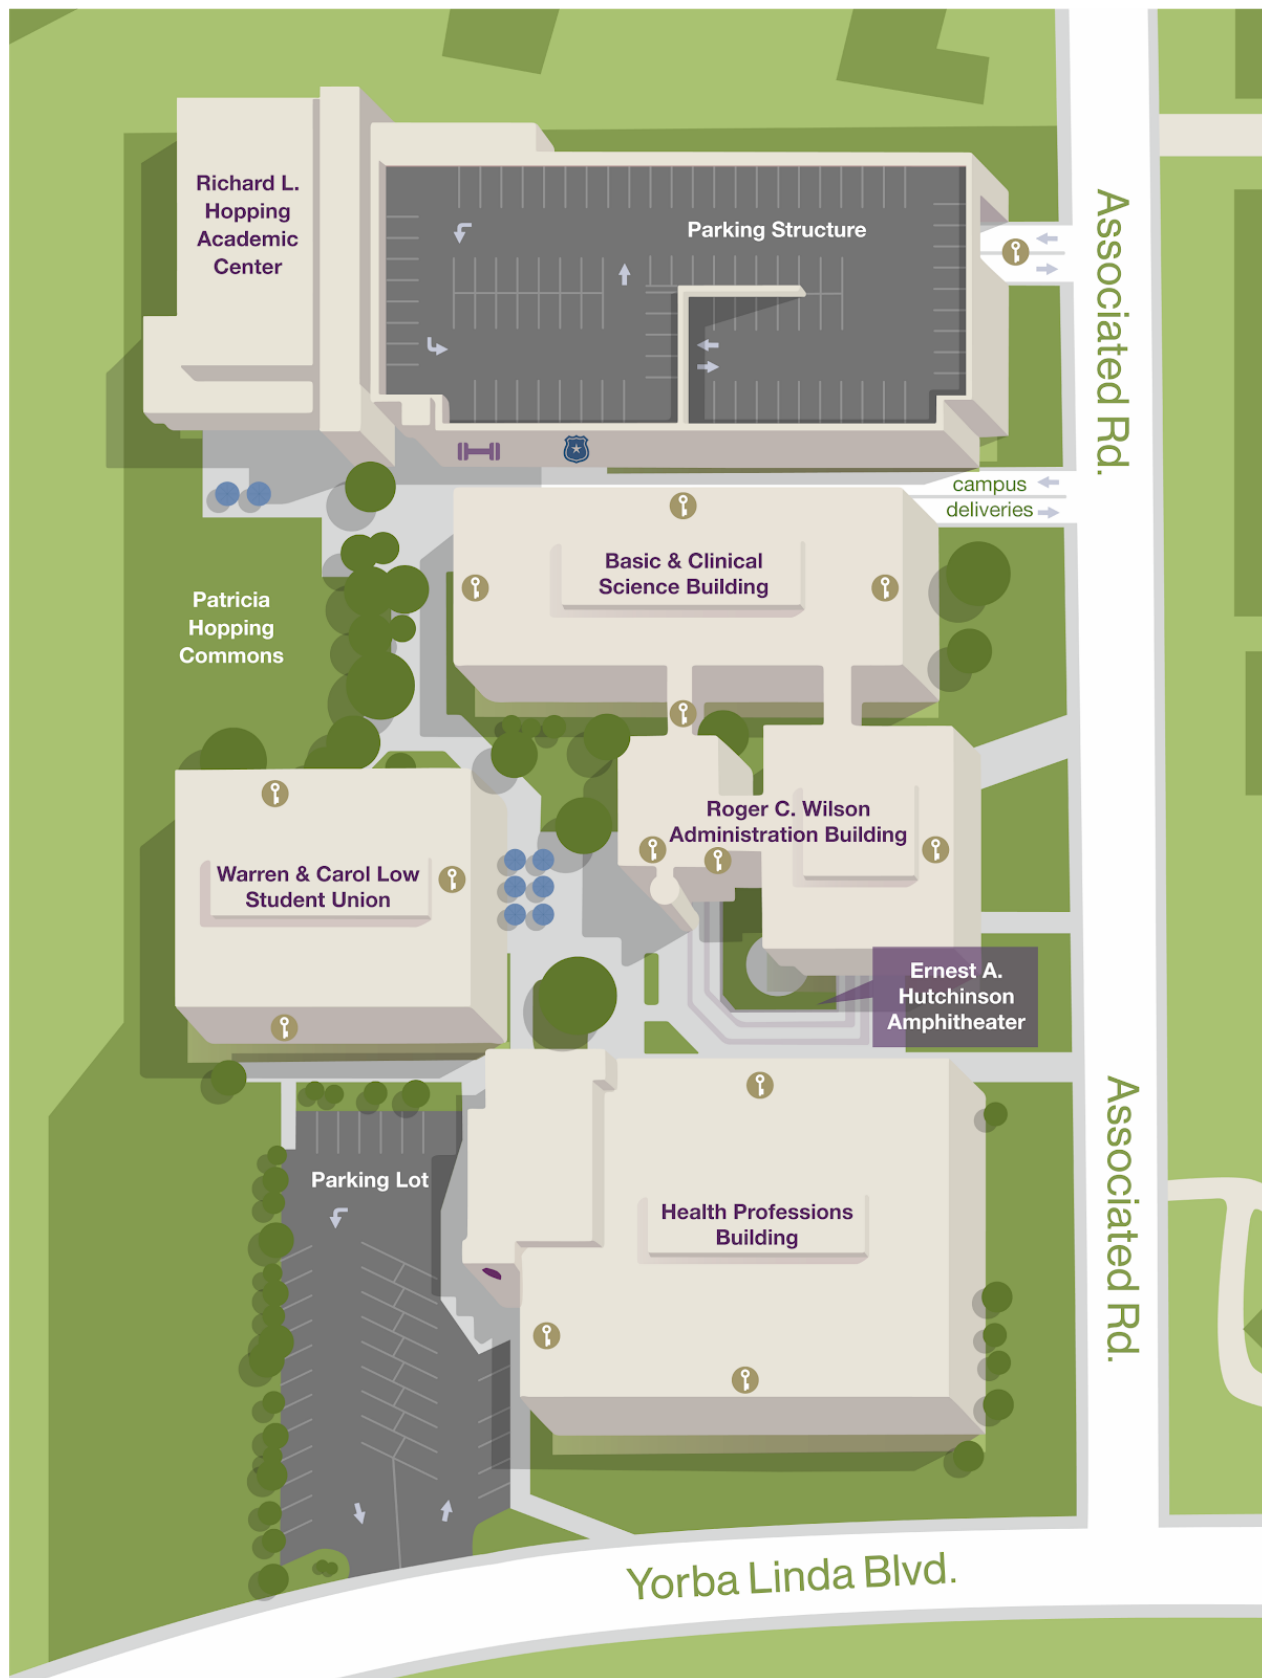 Richard L.
Hopping
Academic
Center
Parking Structure
Associated Rd.
campus
deliveries
Basic & Clinical
Science Building
Patricia
Hopping
Commons
Roger C. Wilson
Administration Building
Warren & Carol Low
Student Union
Ernest A.
Hutchinson
Amphitheater
Associated Rd.
Parking Lot
Health Professions
Building
Yorba Linda Blvd.